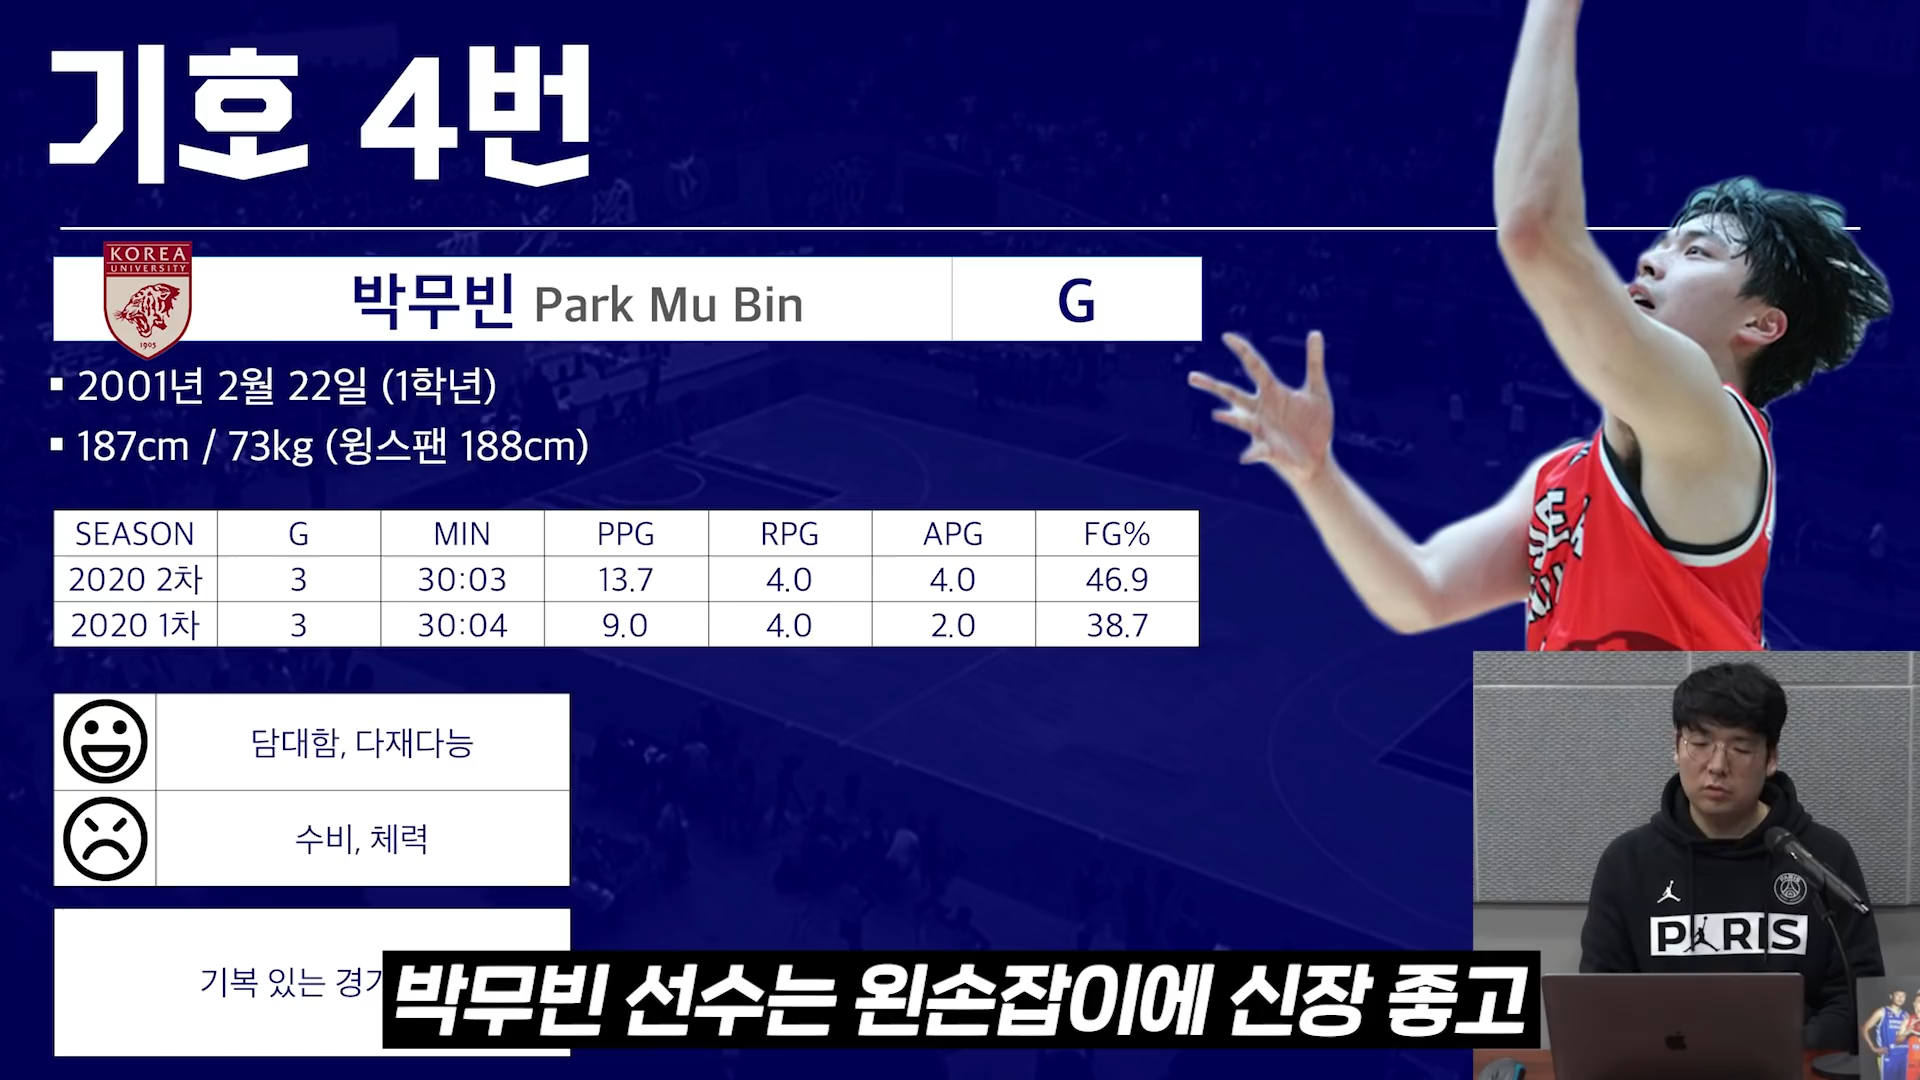 기호 4번
KOREA
UNIVERSITY
1905
박무빈 Park Mu Bin G
▪ 2001년 2월 22일 (1학년)
▪ 187cm / 73kg (윙스팬 188cm)
SEASON G MIN PPG RPG APG FG%
2020 2차 3 30:03 13.7 4.0 4.0 46.9
2020 1차 3 30:04 9.0 4.0 2.0 38.7
담대함, 다재다능
수비, 체력
기복 있는 경기
박무빈 선수는 왼손잡이에 신장 좋고
PARIS
PARIS